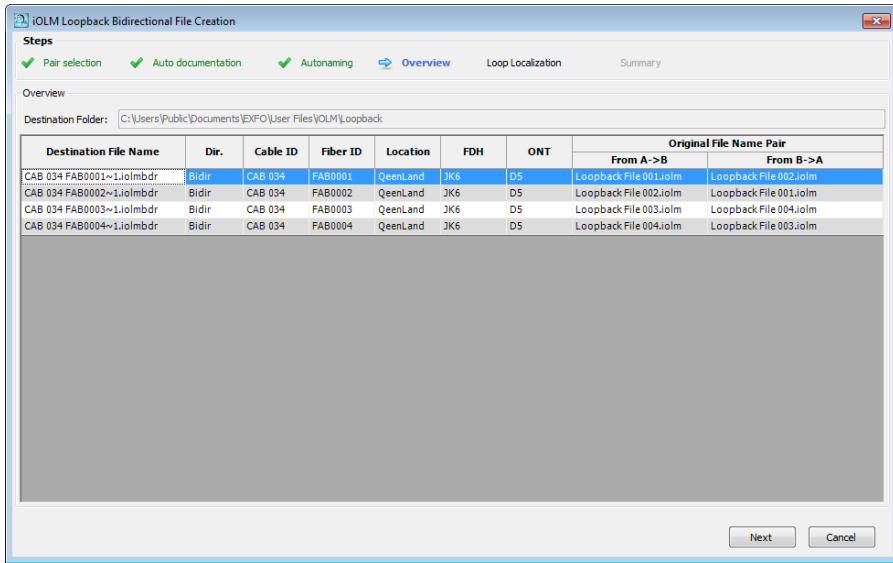 iOLM Loopback Bidirectional File Creation
Steps
Pair selection Auto documentation Autonaming Overview Loop Localization Summary
Overview
Destination Folder: C:\Users\Public\Documents\EXFO\User Files\iOLM\Loopback
Destination File Name Dir. Cable ID Fiber ID Location FDH ONT Original File Name Pair
From A->B From B->A
CAB 034 FAB0001~1.iolmbdr Bidir CAB 034 FAB0001 QeenLand JK6 D5 Loopback File 001.iolm Loopback File 002.iolm
CAB 034 FAB0002~1.iolmbdr Bidir CAB 034 FAB0002 QeenLand JK6 D5 Loopback File 002.iolm Loopback File 001.iolm
CAB 034 FAB0003~1.iolmbdr Bidir CAB 034 FAB0003 QeenLand JK6 D5 Loopback File 003.iolm Loopback File 004.iolm
CAB 034 FAB0004~1.iolmbdr Bidir CAB 034 FAB0004 QeenLand JK6 D5 Loopback File 004.iolm Loopback File 003.iolm
Next Cancel